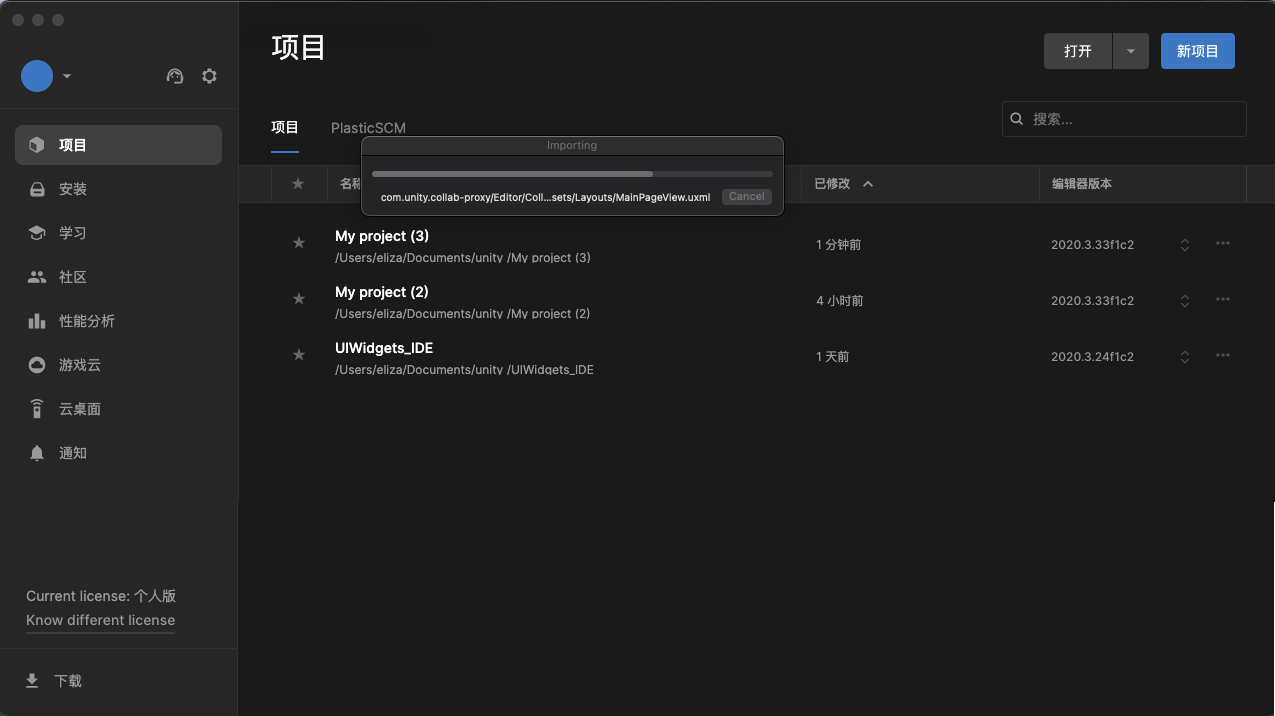 项目
打开
新项目
项目
PlasticSCM
搜索...
Importing
com.unity.collab-proxy/Editor/Coll...sets/Layouts/MainPageView.uxml
Cancel
已修改
编辑器版本
My project (3)
/Users/eliza/Documents/unity /My project (3)
1 分钟前
2020.3.33f1c2
My project (2)
/Users/eliza/Documents/unity /My project (2)
4 小时前
2020.3.33f1c2
UIWidgets_IDE
/Users/eliza/Documents/unity /UIWidgets_IDE
1 天前
2020.3.24f1c2
项目
安装
学习
社区
性能分析
游戏云
云桌面
通知
Current license: 个人版
Know different license
下载